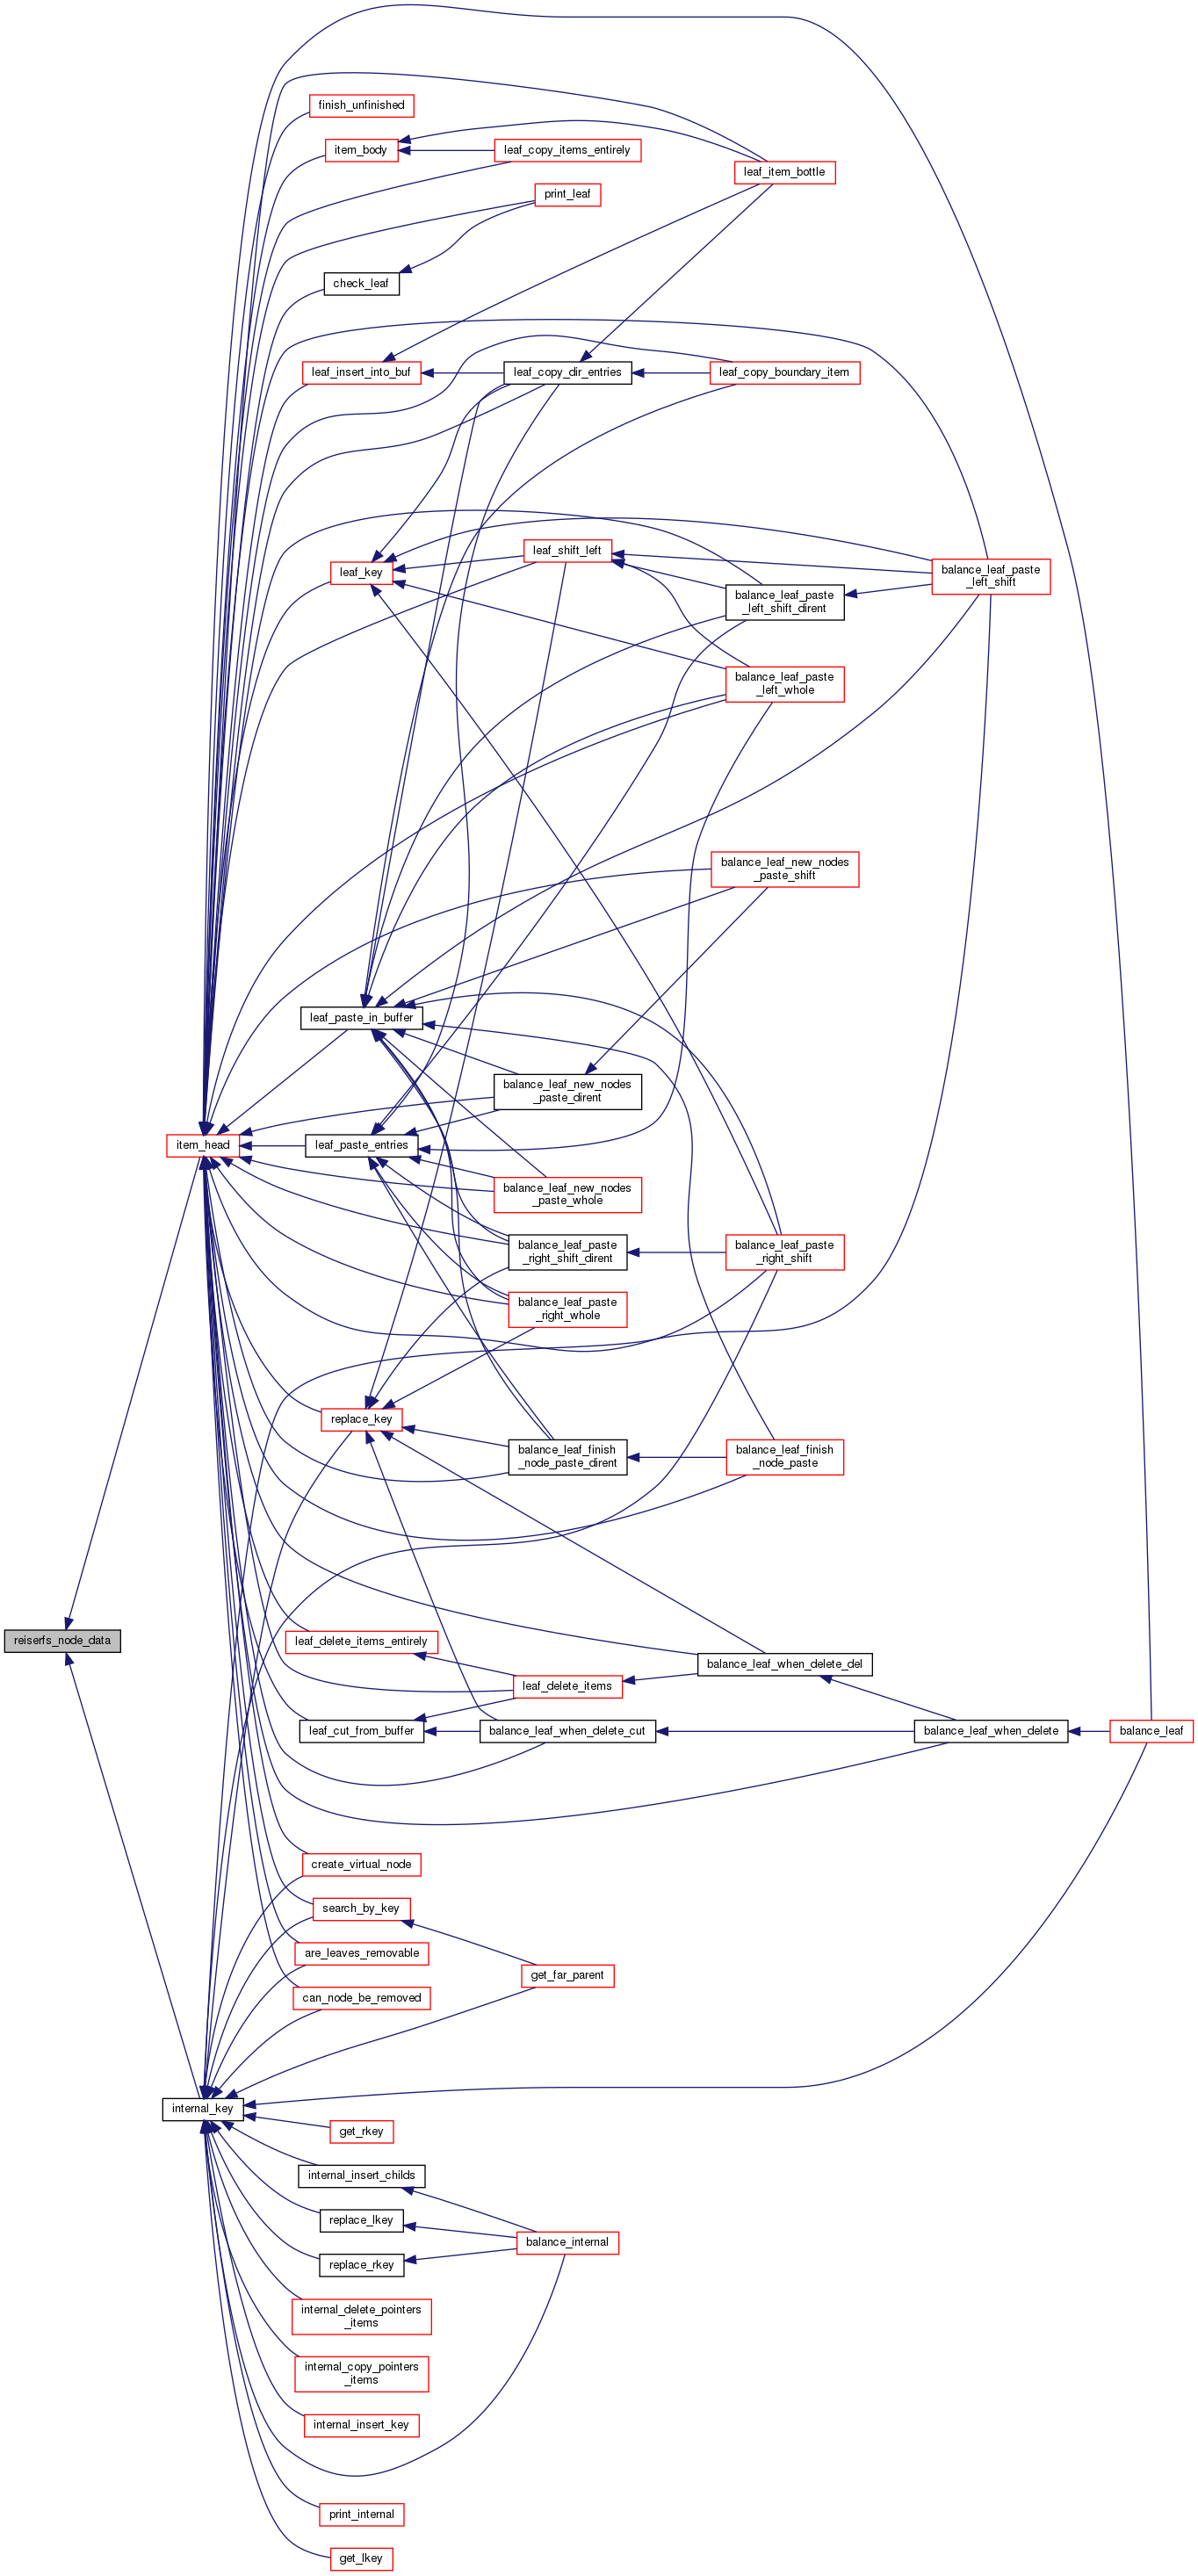 finish_unfinished
item_body
leaf_copy_items_entirely
leaf_item_bottle
print_leaf
check_leaf
leaf_insert_into_buf
leaf_copy_dir_entries
leaf_copy_boundary_item
leaf_shift_left
leaf_key
balance_leaf_paste
_left_shift
balance_leaf_paste
_left_shift_dirent
balance_leaf_paste
_left_whole
balance_leaf_new_nodes
_paste_shift
leaf_paste_in_buffer
balance_leaf_new_nodes
_paste_dirent
item_head
leaf_paste_entries
balance_leaf_new_nodes
_paste_whole
balance_leaf_paste
_right_shift_dirent
balance_leaf_paste
_right_shift
balance_leaf_paste
_right_whole
replace_key
balance_leaf_finish
_node_paste_dirent
balance_leaf_finish
_node_paste
reiserfs_node_data
leaf_delete_items_entirely
balance_leaf_when_delete_del
leaf_delete_items
leaf_cut_from_buffer
balance_leaf_when_delete_cut
balance_leaf_when_delete
balance_leaf
create_virtual_node
search_by_key
are_leaves_removable
get_far_parent
can_node_be_removed
internal_key
get_rkey
internal_insert_childs
replace_lkey
balance_internal
replace_rkey
internal_delete_pointers
_items
internal_copy_pointers
_items
internal_insert_key
print_internal
get_lkey